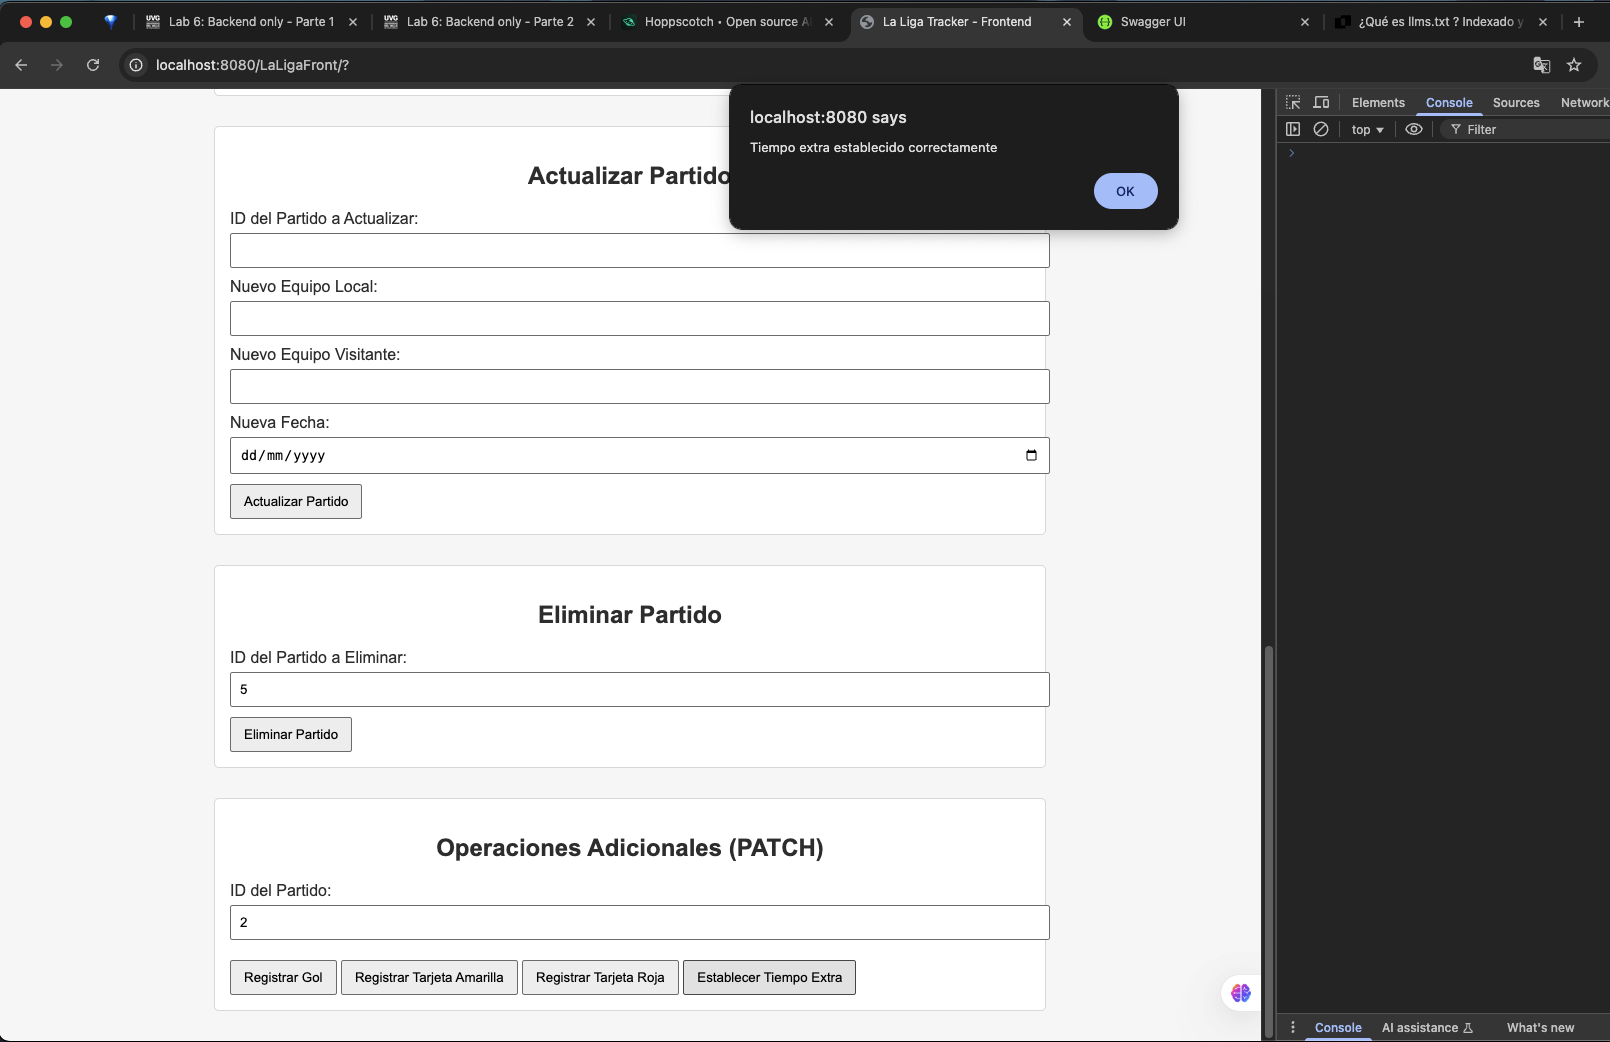 UVG Lab 6: Backend only - Parte 1
UVG Lab 6: Backend only - Parte 2
Hoppscotch • Open source A
La Liga Tracker - Frontend
Swagger UI
¿Qué es llms.txt ? Indexado y
localhost:8080/LaLigaFront/?
localhost:8080 says
Tiempo extra establecido correctamente
OK
Actualizar Partido
ID del Partido a Actualizar:
Nuevo Equipo Local:
Nuevo Equipo Visitante:
Nueva Fecha:
dd/mm/yyyy
Actualizar Partido
Eliminar Partido
ID del Partido a Eliminar:
5
Eliminar Partido
Operaciones Adicionales (PATCH)
ID del Partido:
2
Registrar Gol Registrar Tarjeta Amarilla Registrar Tarjeta Roja Establecer Tiempo Extra
Elements Console Sources Network
top Filter
Console AI assistance What's new